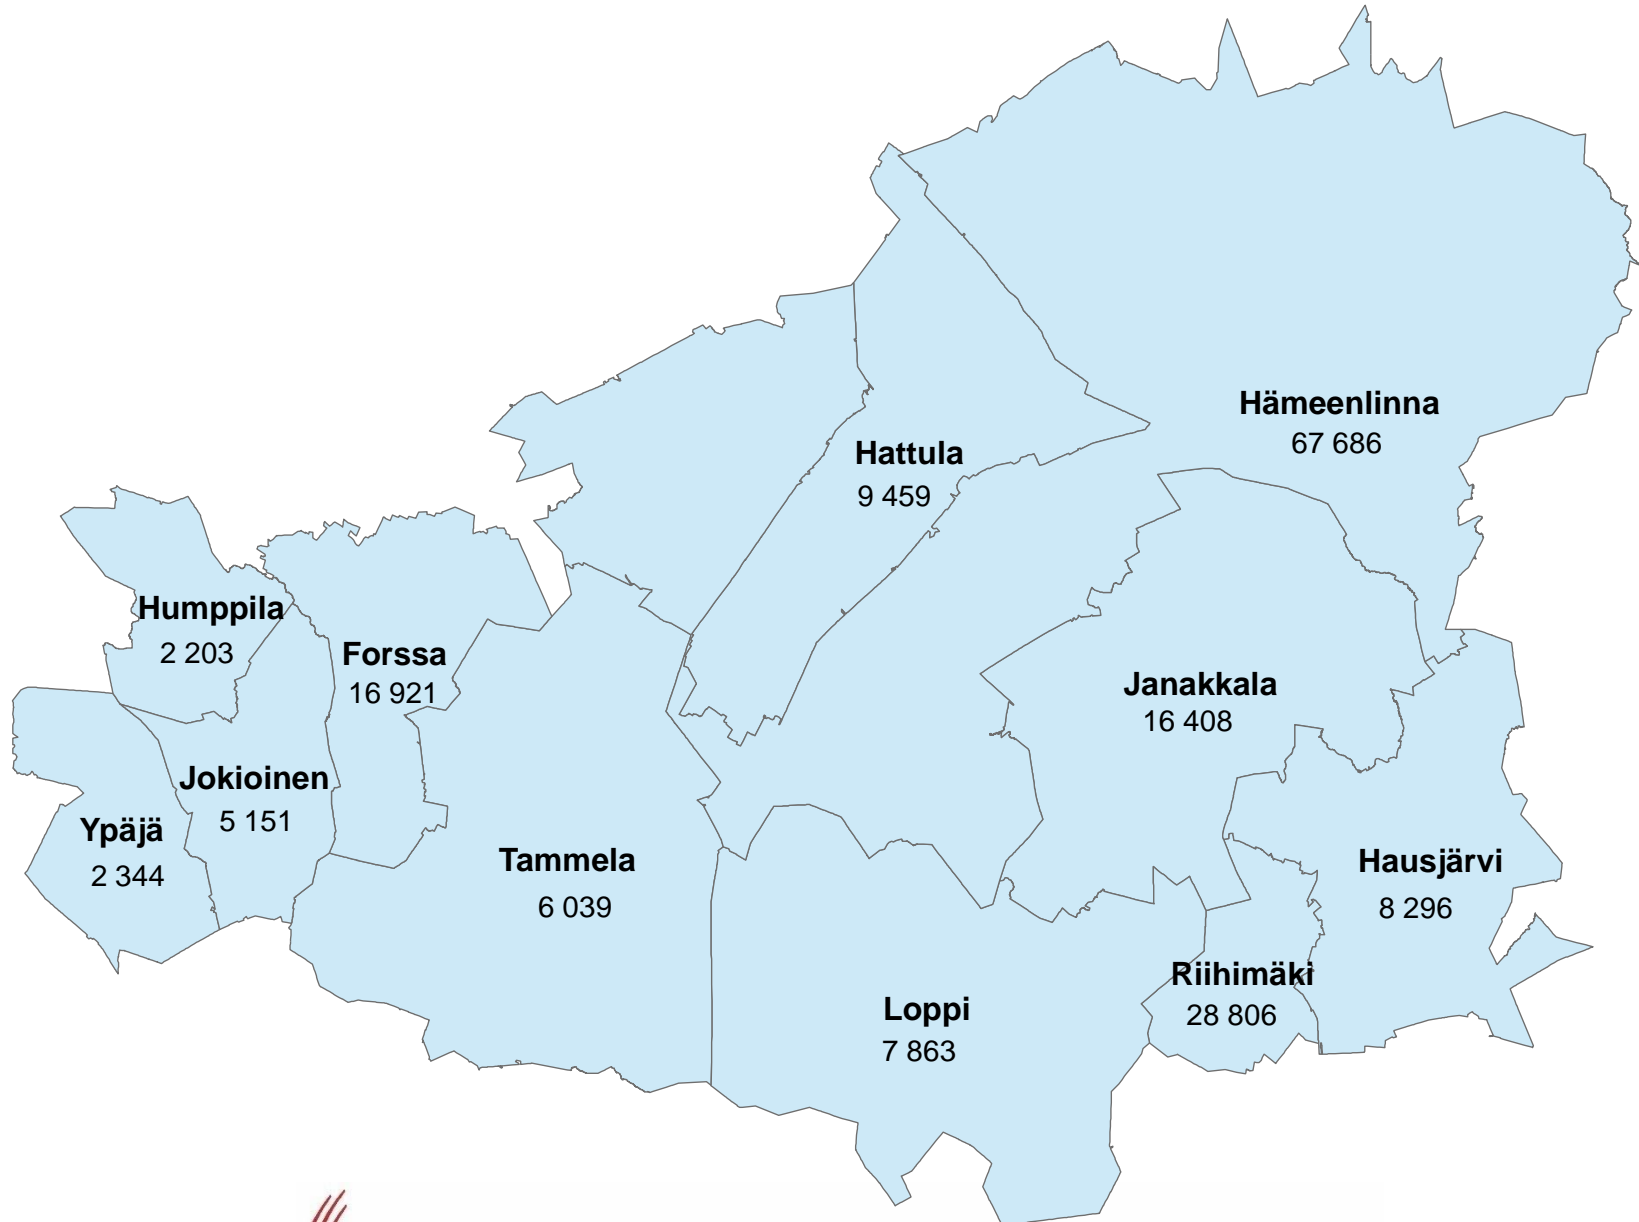 Hämeenlinna
67 686
Hattula
9 459
Humppila
2 203
Forssa
16 921
Janakkala
16 408
Jokioinen
5 151
Ypäjä
2 344
Tammela
6 039
Hausjärvi
8 296
Riihimäki
28 806
Loppi
7 863